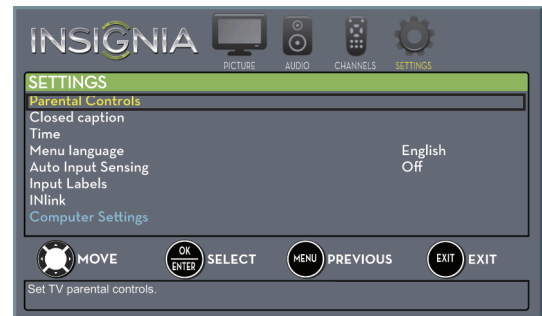 INSIGNIA
PICTURE AUDIO CHANNELS SETTINGS
SETTINGS
Parental Controls
Closed caption
Time
Menu language English
Auto Input Sensing Off
Input Labels
INlink
Computer Settings
MOVE OK ENTER SELECT MENU PREVIOUS EXIT EXIT
Set TV parental controls.